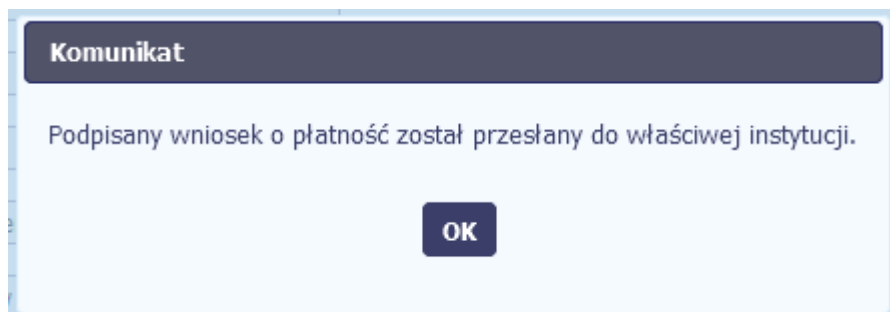 Komunikat
Podpisany wniosek o płatność został przesłany do właściwej instytucji.
OK